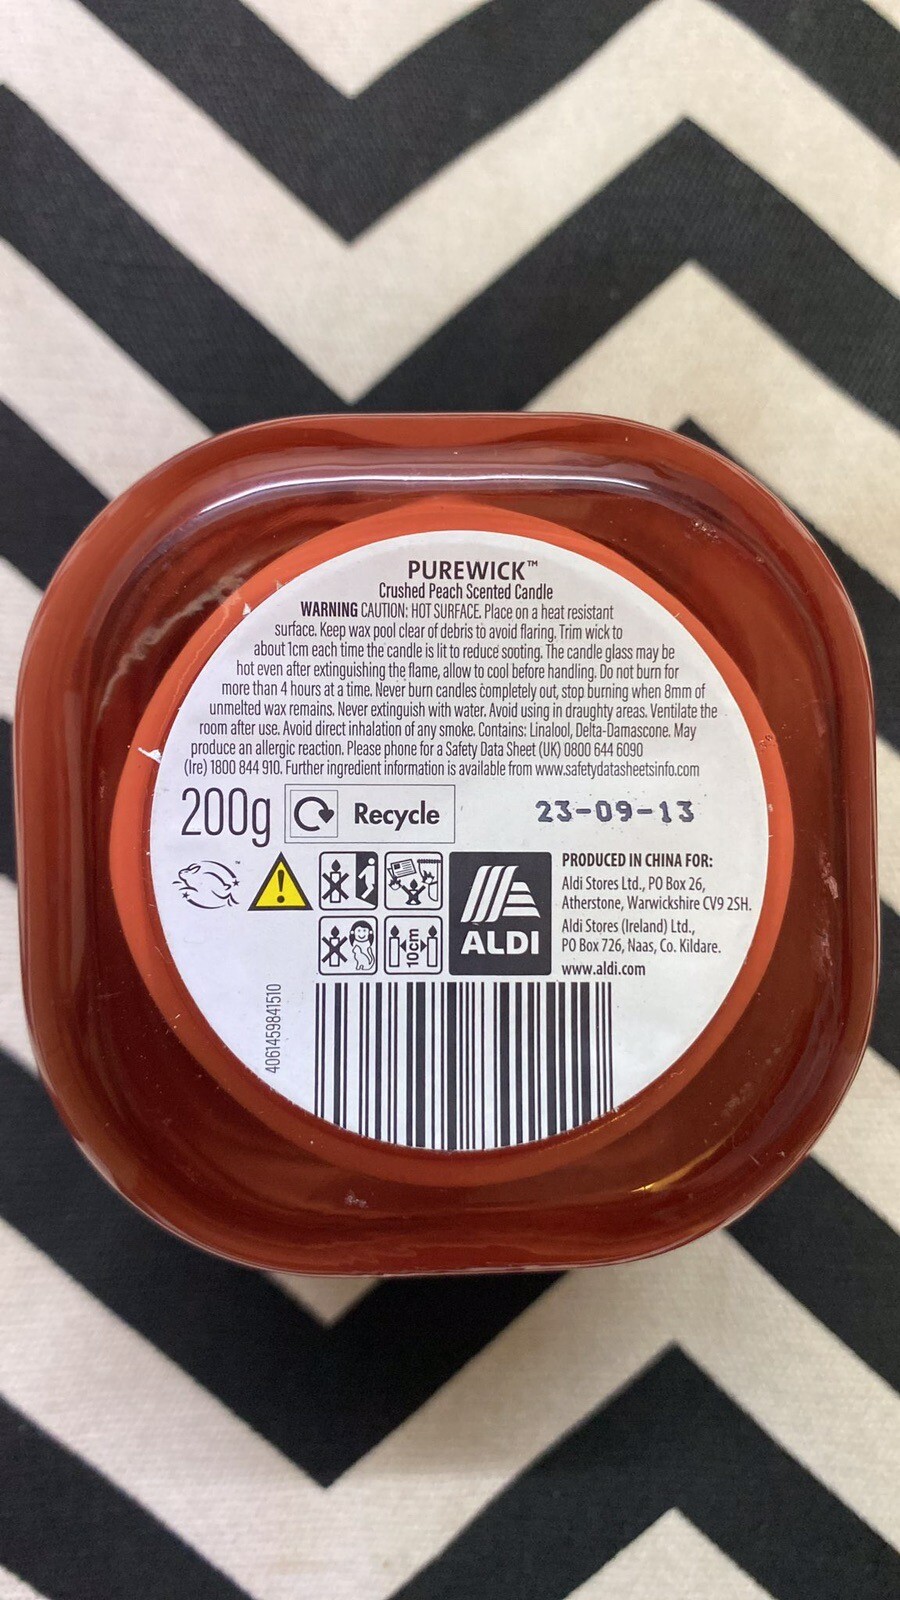 PUREWICK™
Crushed Peach Scented Candle
WARNING CAUTION: HOT SURFACE. Place on a heat resistant
surface. Keep wax pool clear of debris to avoid flaring. Trim wick to
about 1cm each time the candle is lit to reduce sooting. The candle glass may be
hot even after extinguishing the flame, allow to cool before handling. Do not burn for
more than 4 hours at a time. Never burn candles completely out, stop burning when 8mm of
unmelted wax remains. Never extinguish with water. Avoid using in draughty areas. Ventilate the
room after use. Avoid direct inhalation of any smoke. Contains: Linalool, Delta-Damascone. May
produce an allergic reaction. Please phone for a Safety Data Sheet (UK) 0800 644 6090
(Ire) 1800 844 910. Further ingredient information is available from www.safetydatasheetsinfo.com
200g
Recycle
23-09-13
™
10cm
ALDI
PRODUCED IN CHINA FOR:
Aldi Stores Ltd., PO Box 26,
Atherstone, Warwickshire CV9 2SH.
Aldi Stores (Ireland) Ltd.,
PO Box 726, Naas, Co. Kildare.
www.aldi.com
4061459841510